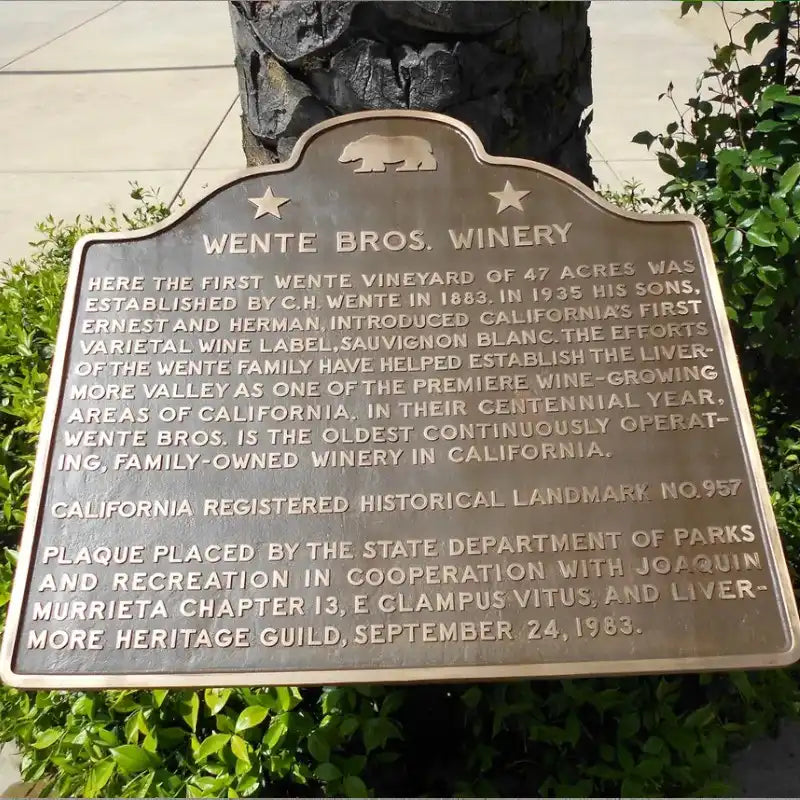 WENTE BROS. WINERY
HERE THE FIRST WENTE VINEYARD OF 47 ACRES WAS
ESTABLISHED BY C.H. WENTE IN 1883. IN 1935 HIS SONS,
ERNEST AND HERMAN, INTRODUCED CALIFORNIA'S FIRST
VARIETAL WINE LABEL, SAUVIGNON BLANC. THE EFFORTS
OF THE WENTE FAMILY HAVE HELPED ESTABLISH THE LIVER-
MORE VALLEY AS ONE OF THE PREMIERE WINE-GROWING
AREAS OF CALIFORNIA. IN THEIR CENTENNIAL YEAR,
WENTE BROS. IS THE OLDEST CONTINUOUSLY OPERAT-
ING, FAMILY-OWNED WINERY IN CALIFORNIA.
CALIFORNIA REGISTERED HISTORICAL LANDMARK NO. 957
PLAQUE PLACED BY THE STATE DEPARTMENT OF PARKS
AND RECREATION IN COOPERATION WITH JOAQUIN
MURRIETA CHAPTER 13, E CLAMPUS VITUS, AND LIVER-
MORE HERITAGE GUILD, SEPTEMBER 24, 1983.